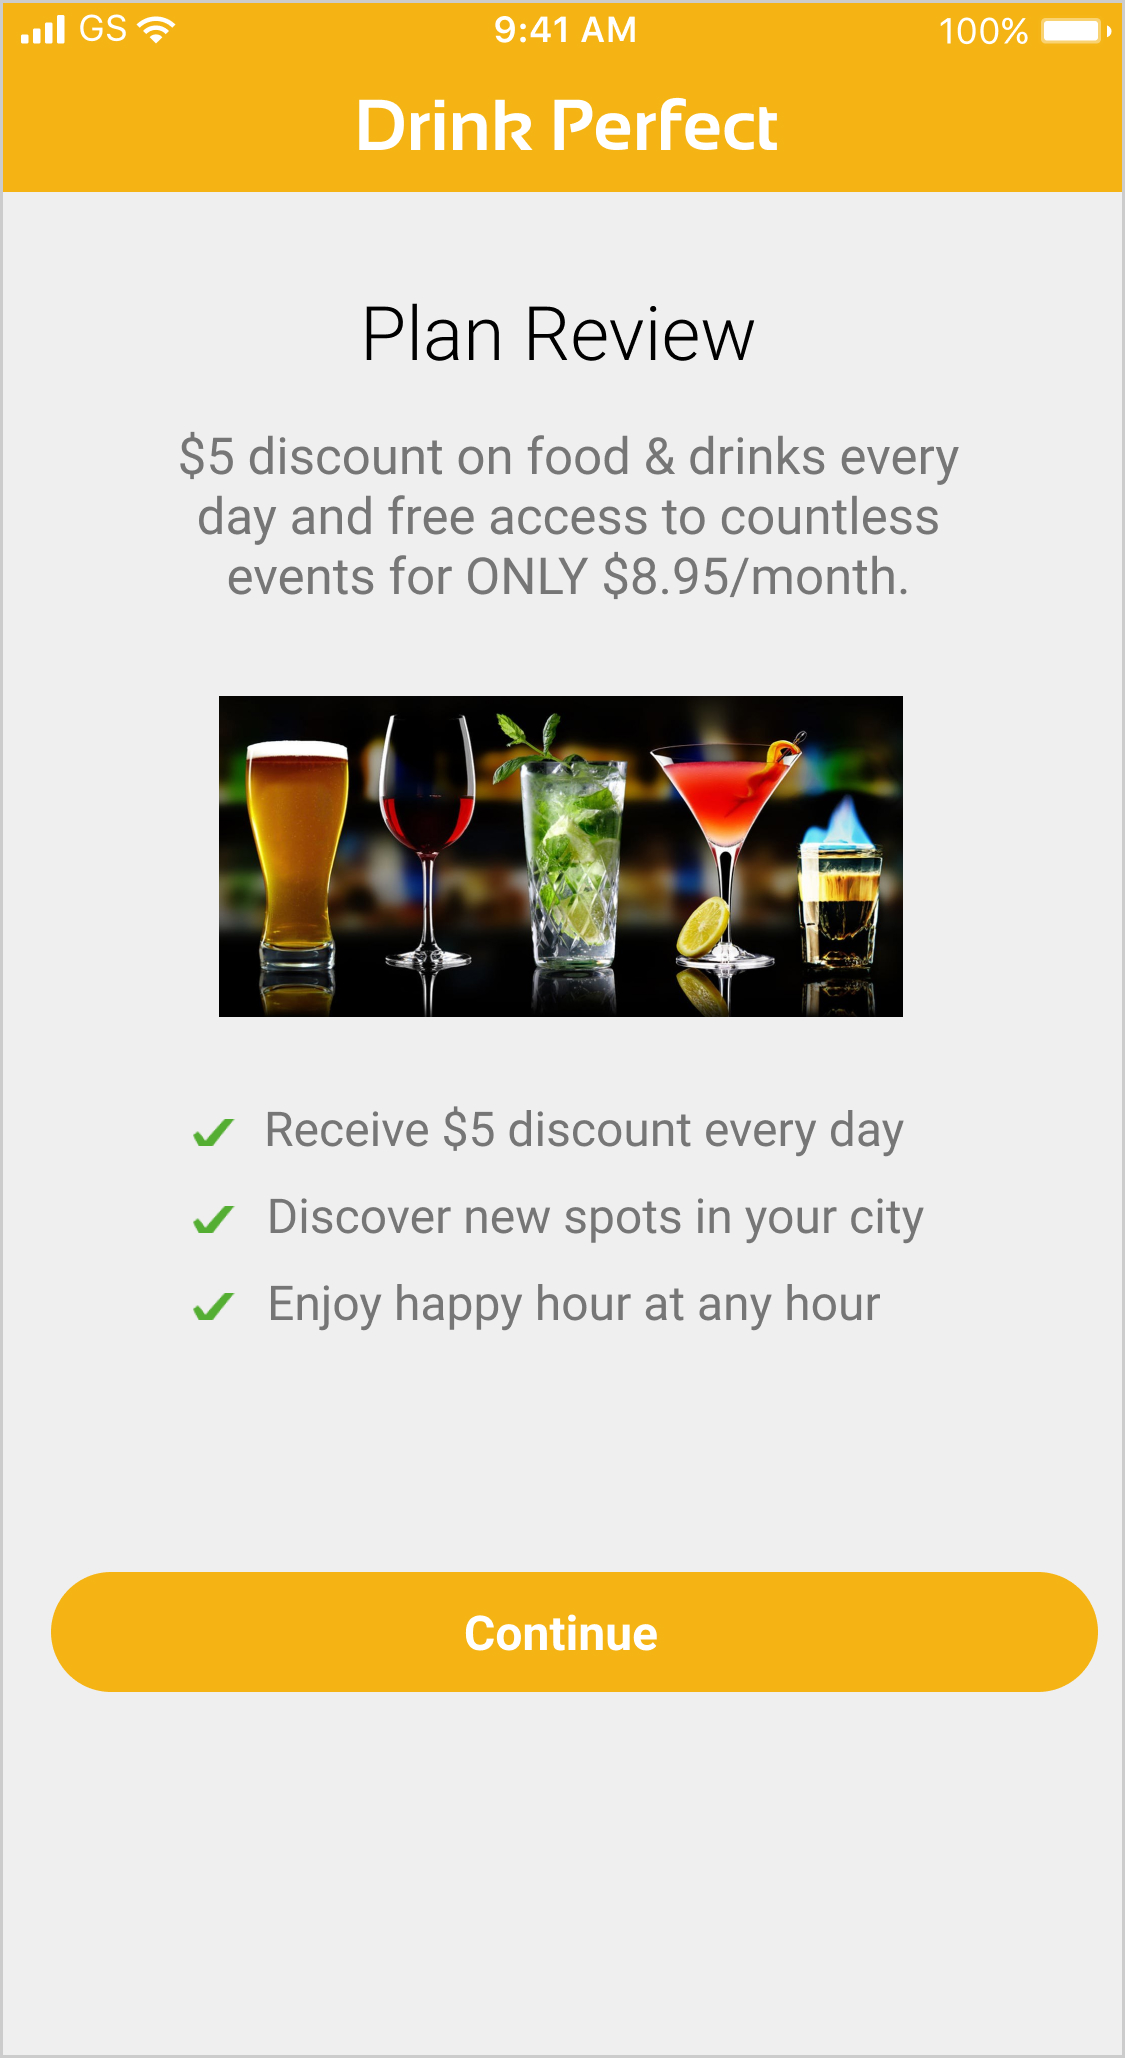 GS 9:41 AM 100%
Drink Perfect
Plan Review
$5 discount on food & drinks every
day and free access to countless
events for ONLY $8.95/month.
Receive $5 discount every day
Discover new spots in your city
Enjoy happy hour at any hour
Continue